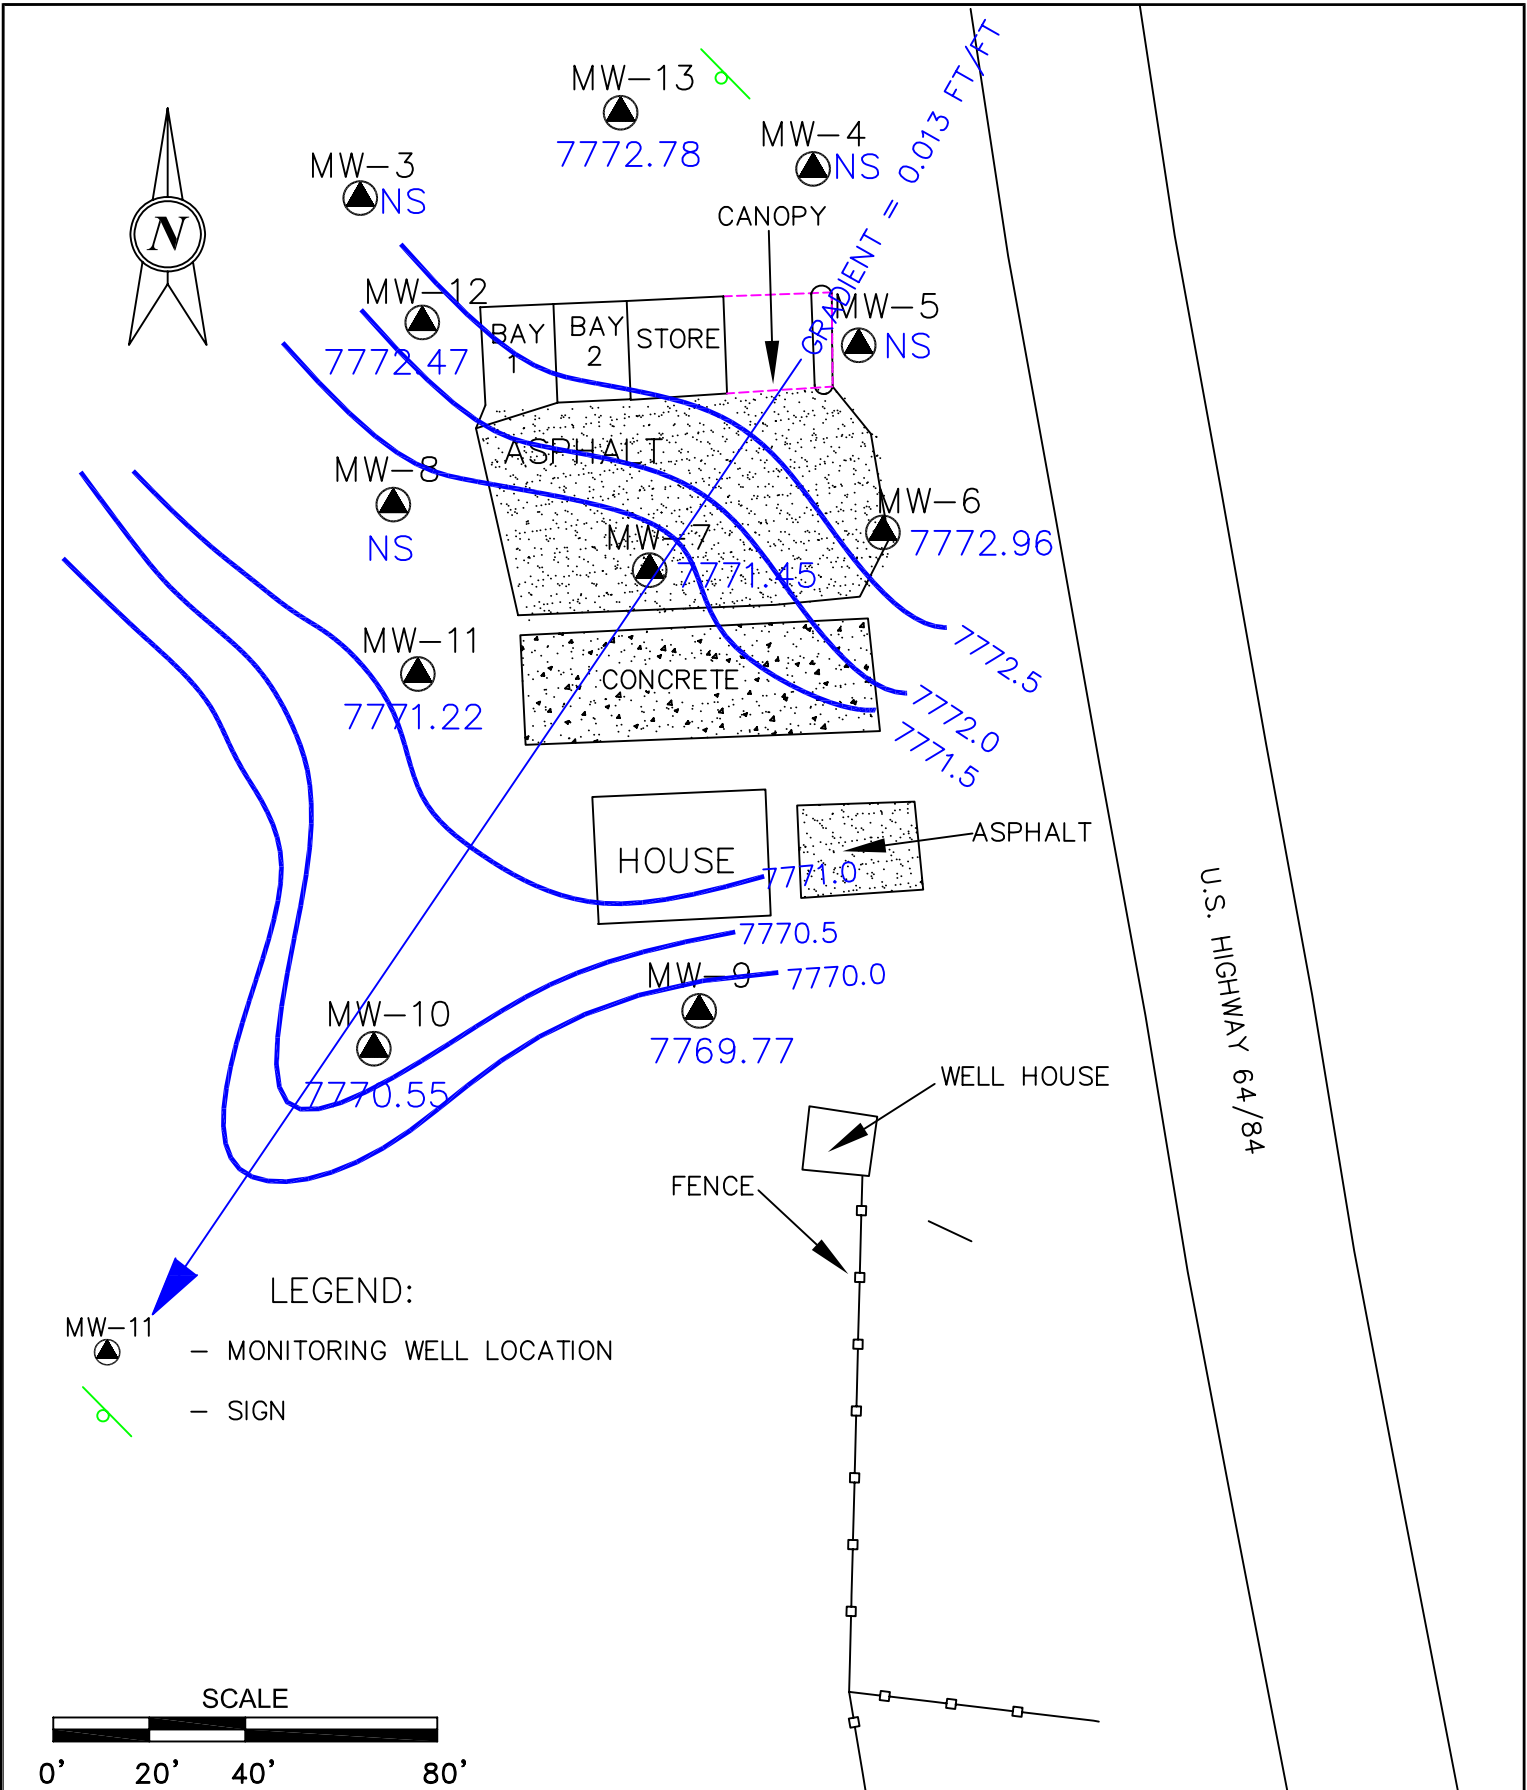 MW-13
7772.78
MW-4
NS
GRADIENT = 0.013 FT/FT
MW-3
NS
N
CANOPY
MW-12
7772.47
BAY
1
BAY
2
STORE
MW-5
NS
ASPHALT
MW-8
NS
MW-6
7772.96
MW-7
7771.45
7772.5
MW-11
7771.22
CONCRETE
7772.0
7771.5
HOUSE
ASPHALT
7771.0
7770.5
MW-9
7770.0
7769.77
MW-10
7770.55
U.S. HIGHWAY 64/84
WELL HOUSE
FENCE
LEGEND:
MW-11
- MONITORING WELL LOCATION
- SIGN
SCALE
0' 20' 40' 80'